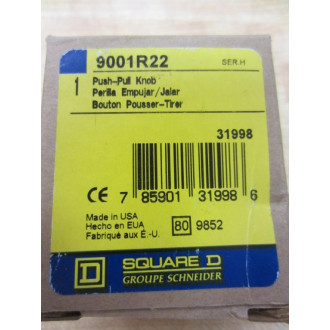 9001R22 SER.H
1 Push-Pull Knob
Perilla Empujar/Jalar
Bouton Pousser-Tirer
31998
CE 7 85901 31998 6
Made in USA
Hecho en EUA 80 9852
Fabriqué aux É.-U.
D SQUARE D
GROUPE SCHNEIDER